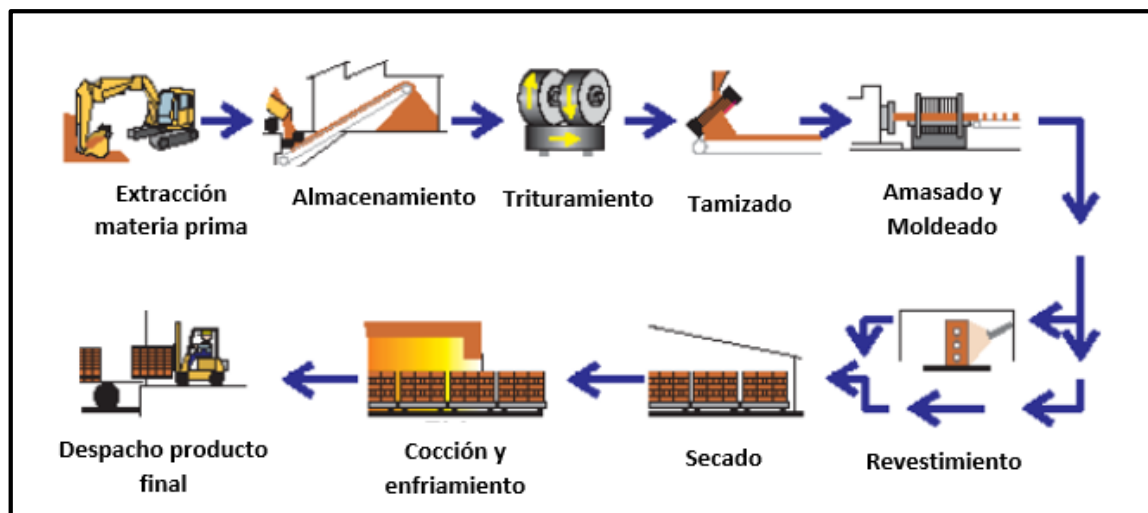 Extracción
materia prima
Almacenamiento
Trituramiento
Tamizado
Amasado y
Moldeado
Despacho producto
final
Cocción y
enfriamiento
Secado
Revestimiento